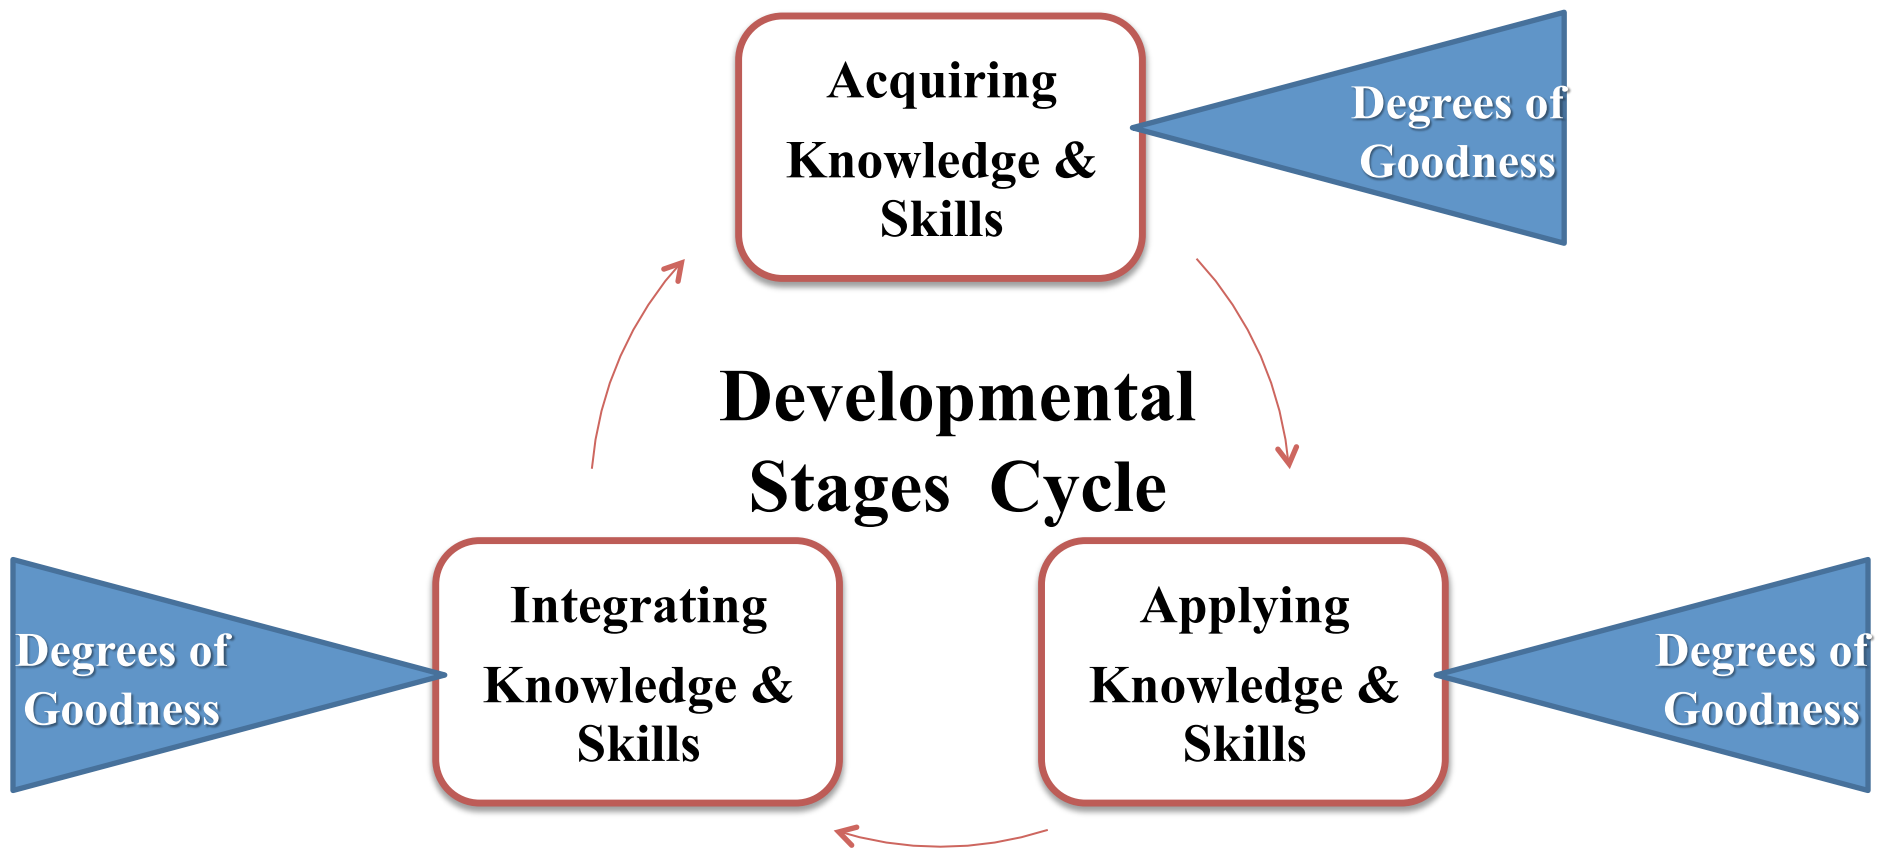 Acquiring
Knowledge &
Skills
Degrees of
Goodness
Developmental
Stages Cycle
Degrees of
Goodness
Integrating
Knowledge &
Skills
Applying
Knowledge &
Skills
Degrees of
Goodness